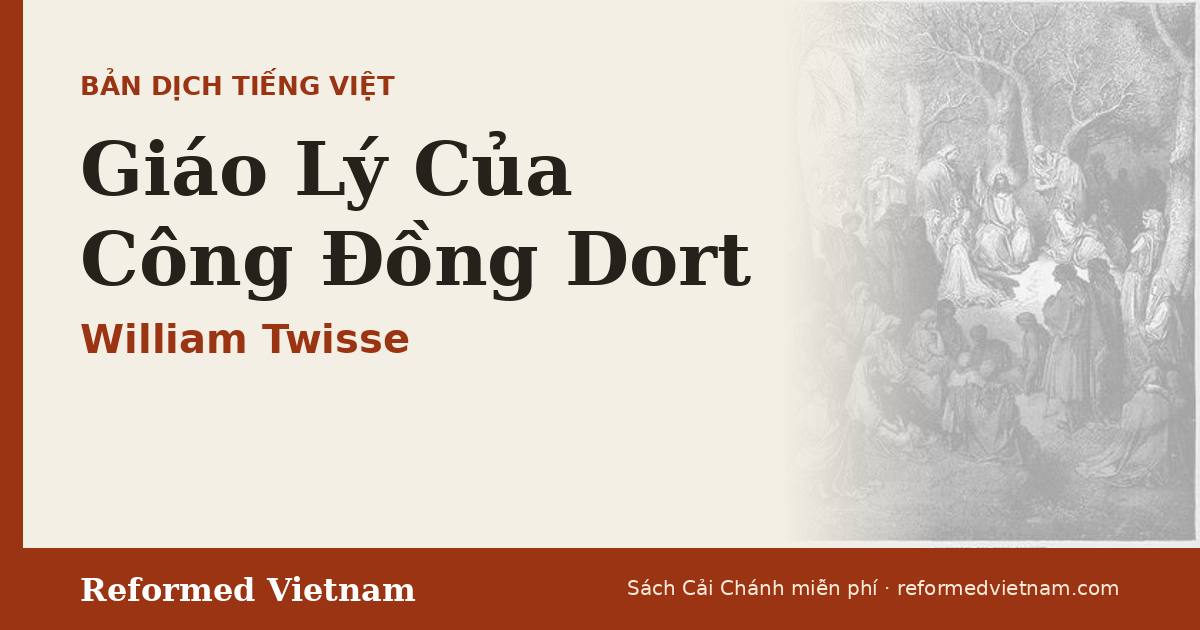 BẢN DỊCH TIẾNG VIỆT
Giáo Lý Của
Công Đồng Dort
William Twisse
Reformed Vietnam
Sách Cải Chánh miễn phí · reformedvietnam.com